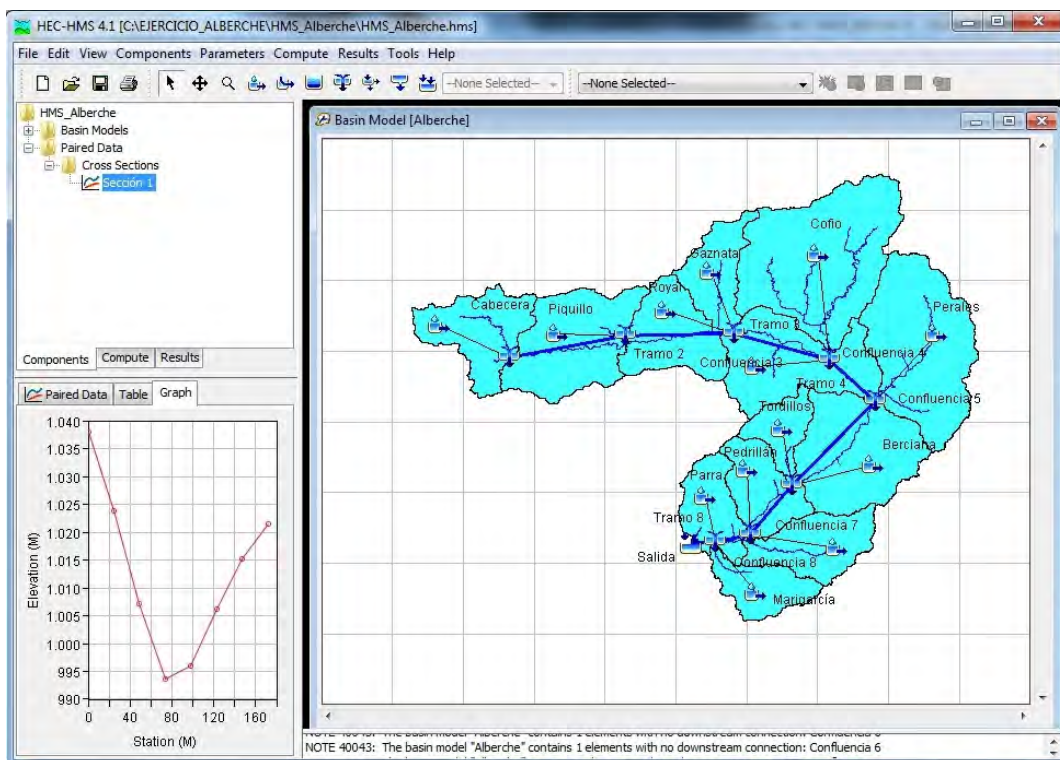 HEC-HMS 4.1 [C:\EJERCICIO_ALBERCHE\HMS_Alberche\HMS_Alberche.hms]
File Edit View Components Parameters Compute Results Tools Help
--None Selected-- --None Selected--
HMS_Alberche
Basin Models
Paired Data
Cross Sections
Sección 1
Components Compute Results
Paired Data Table Graph
1.040
1.035
1.030
1.025
1.020
1.015
1.010
1.005
1.000
995
990
Elevation (M)
0 40 80 120 160
Station (M)
Basin Model [Alberche]
Cofio
Gaznata
Royal
Cabecera
Piquillo
Perales
Tramo 2
Confluencia 3
Confluencia 4
Tramo 4
Confluencia 5
Tordillos
Berciana
Pedrillán
Parra
Tramo 8
Confluencia 7
Salida
Confluencia 8
Marigarcía
NOTE 40043: The basin model "Alberche" contains 1 elements with no downstream connection: Confluencia 6